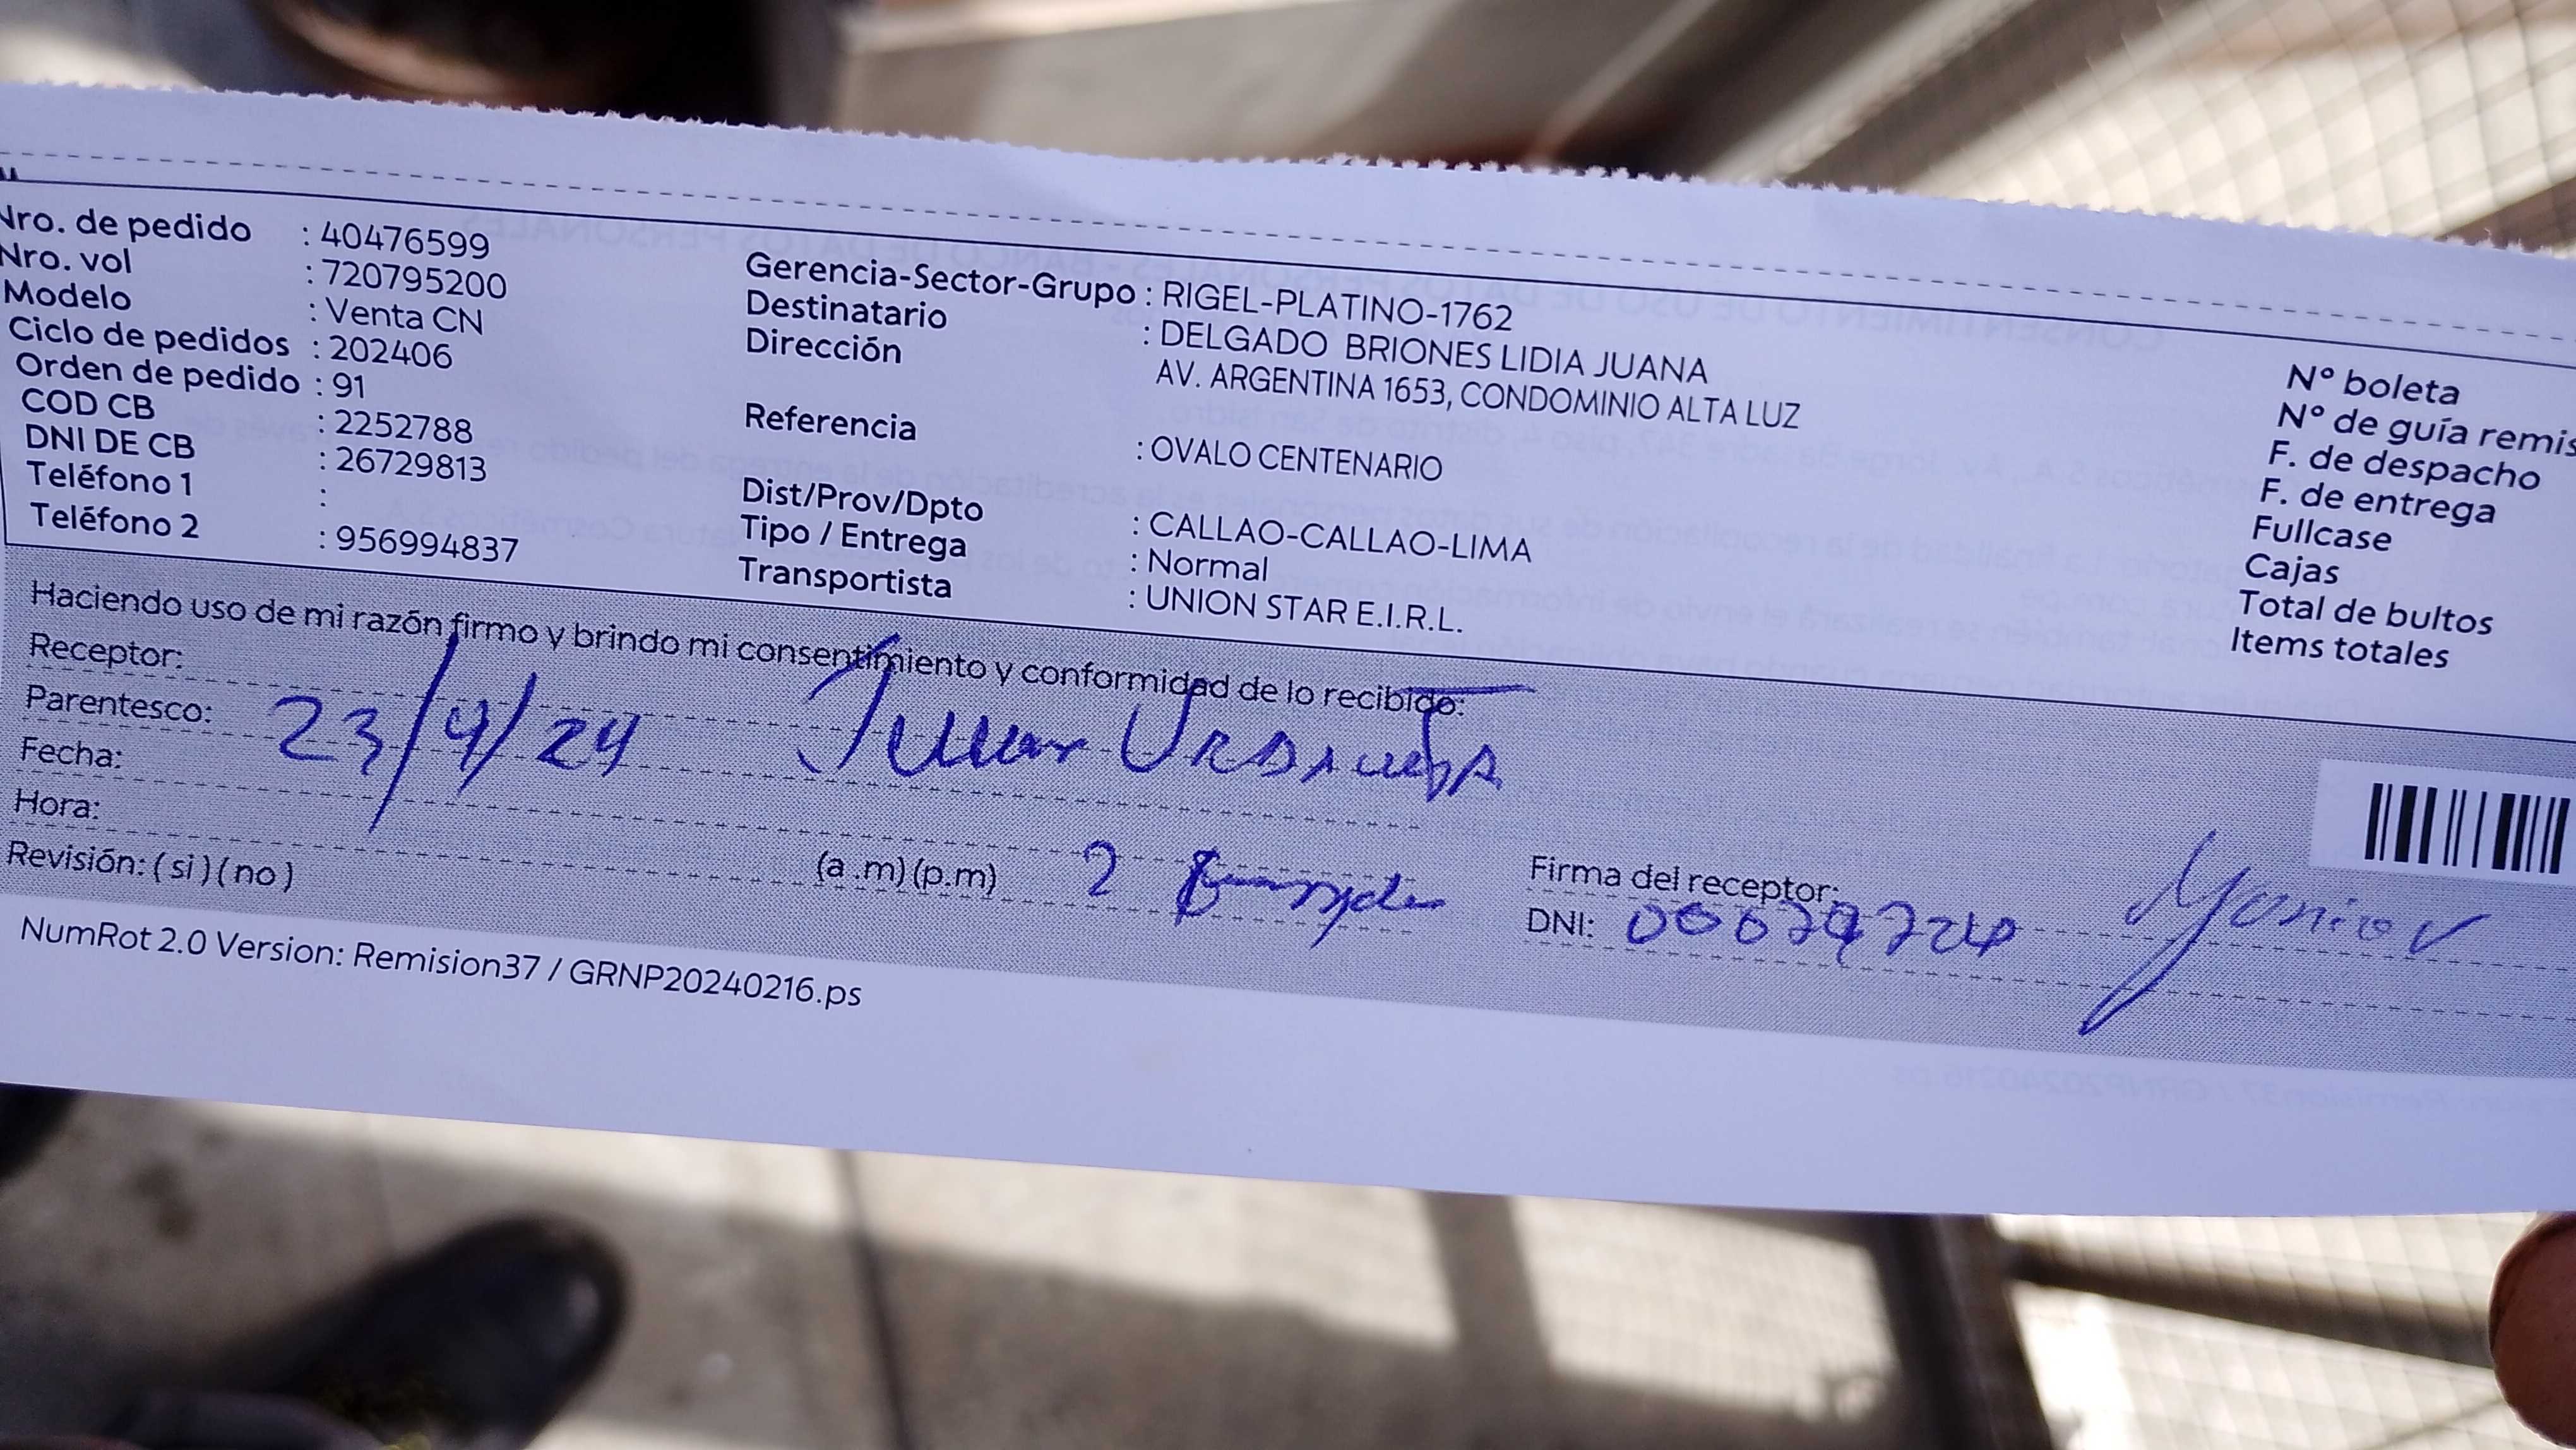 Nro. de pedido : 40476599
Nro. vol : 720795200
Modelo : Venta CN
Ciclo de pedidos : 202406
Orden de pedido : 91
COD CB : 2252788
DNI DE CB : 26729813
Teléfono 1 :
Teléfono 2 : 956994837
Gerencia-Sector-Grupo : RIGEL-PLATINO-1762
Destinatario : DELGADO BRIONES LIDIA JUANA
Dirección AV. ARGENTINA 1653, CONDOMINIO ALTA LUZ
Referencia : OVALO CENTENARIO
Dist/Prov/Dpto : CALLAO-CALLAO-LIMA
Tipo / Entrega : Normal
Transportista : UNION STAR E.I.R.L.
Nº boleta
Nº de guía remis
F. de despacho
F. de entrega
Fullcase
Cajas
Total de bultos
Items totales
Haciendo uso de mi razón firmo y brindo mi consentimiento y conformidad de lo recibido:
Receptor:
Parentesco:
23/4/24
Fecha:
Hora: (a .m) (p.m) 2
Revisión: ( si ) ( no )
Firma del receptor:
DNI:
NumRot 2.0 Version: Remision37 / GRNP20240216.ps